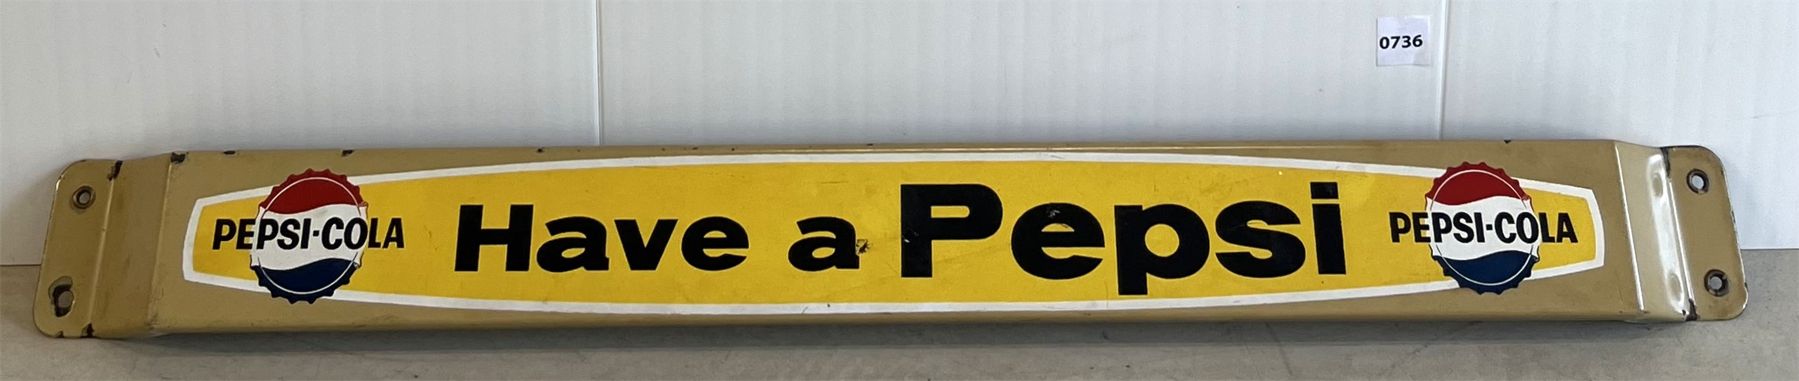 0736
PEPSI-COLA Have a Pepsi PEPSI-COLA